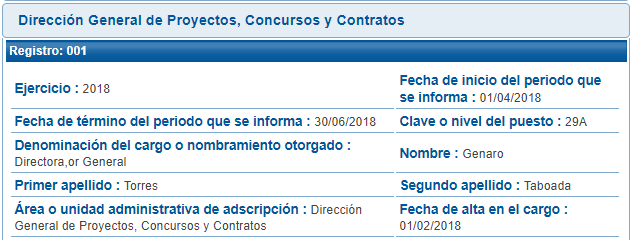 Dirección General de Proyectos, Concursos y Contratos
Registro: 001
Ejercicio : 2018
Fecha de inicio del periodo que
se informa : 01/04/2018
Fecha de término del periodo que se informa : 30/06/2018
Clave o nivel del puesto : 29A
Denominación del cargo o nombramiento otorgado :
Directora,or General
Nombre : Genaro
Primer apellido : Torres
Segundo apellido : Taboada
Área o unidad administrativa de adscripción : Dirección
General de Proyectos, Concursos y Contratos
Fecha de alta en el cargo :
01/02/2018